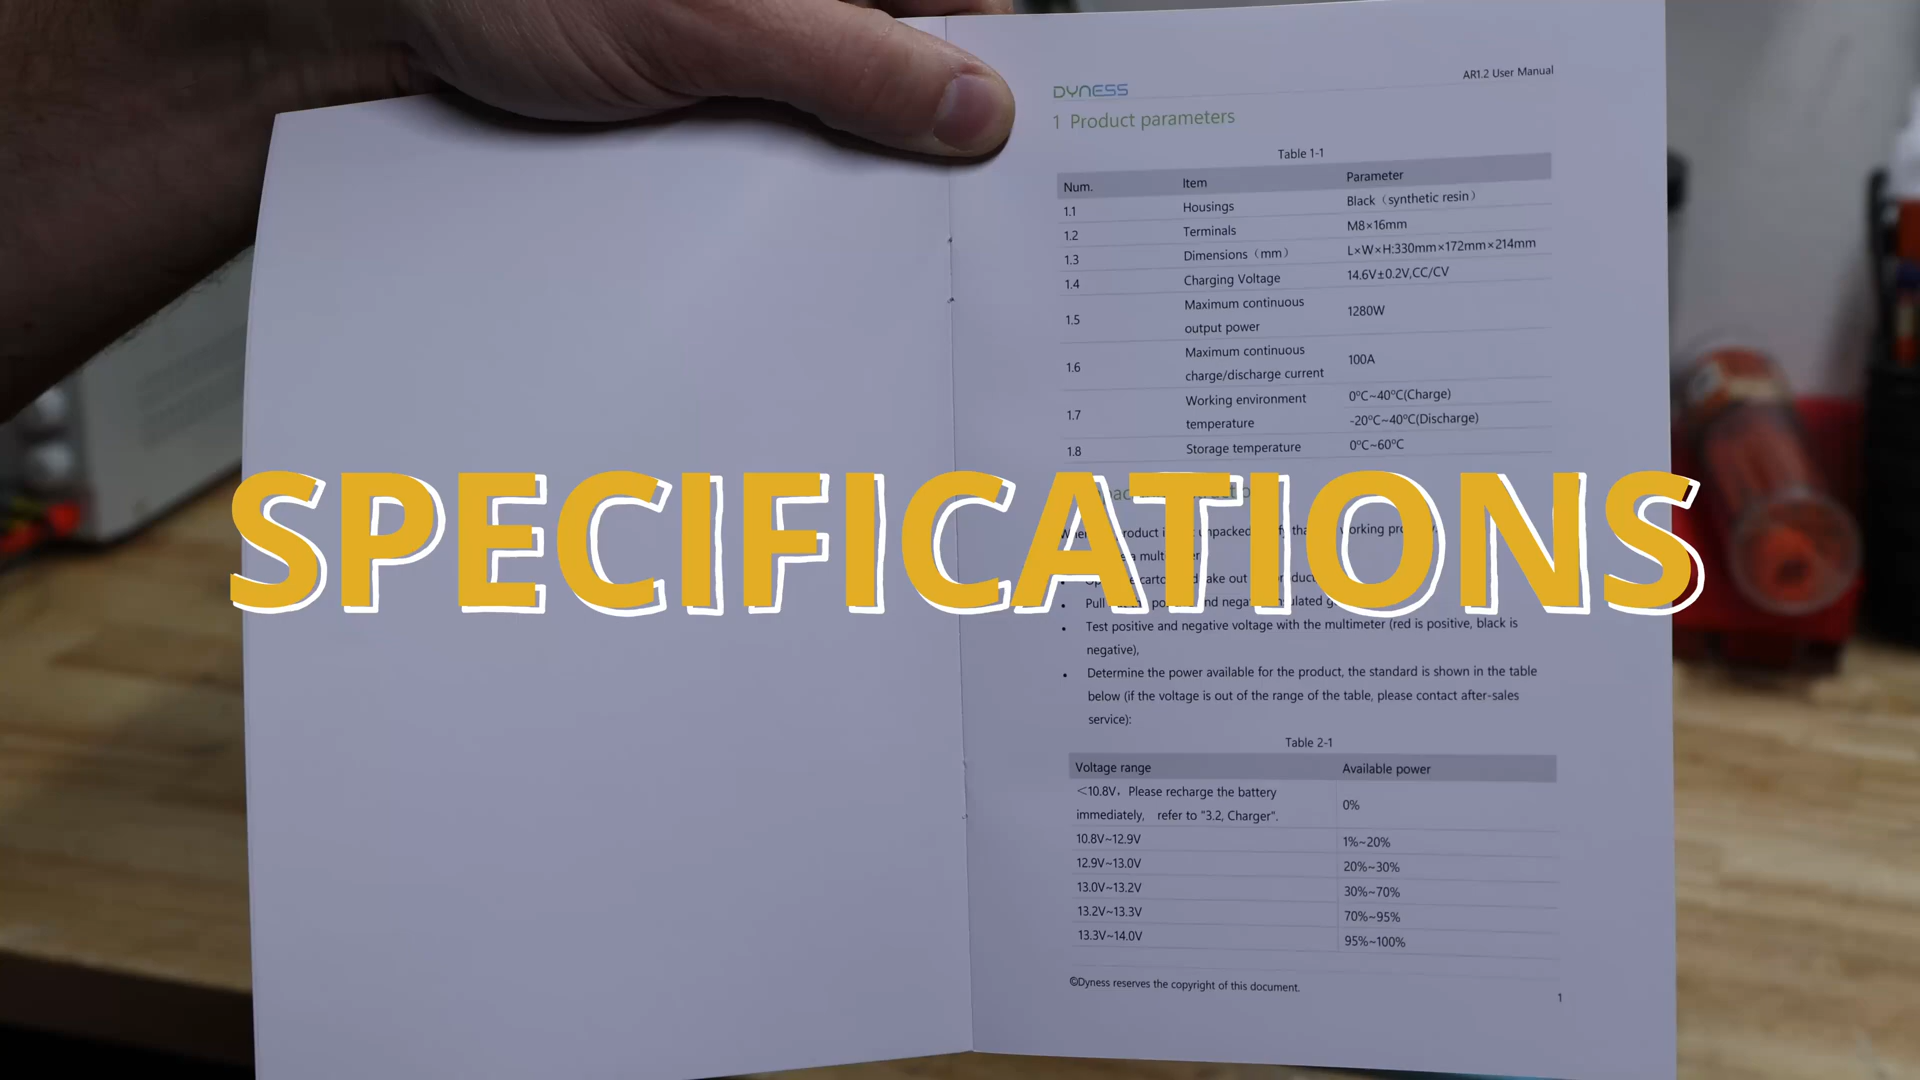 DYNESS
AR1.2 User Manual
1 Product parameters
Table 1-1
Num. Item Parameter
1.1 Housings Black（synthetic resin）
1.2 Terminals M8×16mm
1.3 Dimensions（mm） L×W×H:330mm×172mm×214mm
1.4 Charging Voltage 14.6V±0.2V,CC/CV
1.5 Maximum continuous output power 1280W
1.6 Maximum continuous charge/discharge current 100A
1.7 Working environment temperature 0℃~40℃(Charge)
-20℃~40℃(Discharge)
1.8 Storage temperature 0℃~60℃
SPECIFICATIONS
• Test positive and negative voltage with the multimeter (red is positive, black is
negative),
• Determine the power available for the product, the standard is shown in the table
below (if the voltage is out of the range of the table, please contact after-sales
service):
Table 2-1
Voltage range Available power
<10.8V，Please recharge the battery
immediately, refer to "3.2, Charger". 0%
10.8V~12.9V 1%~20%
12.9V~13.0V 20%~30%
13.0V~13.2V 30%~70%
13.2V~13.3V 70%~95%
13.3V~14.0V 95%~100%
©Dyness reserves the copyright of this document.
1